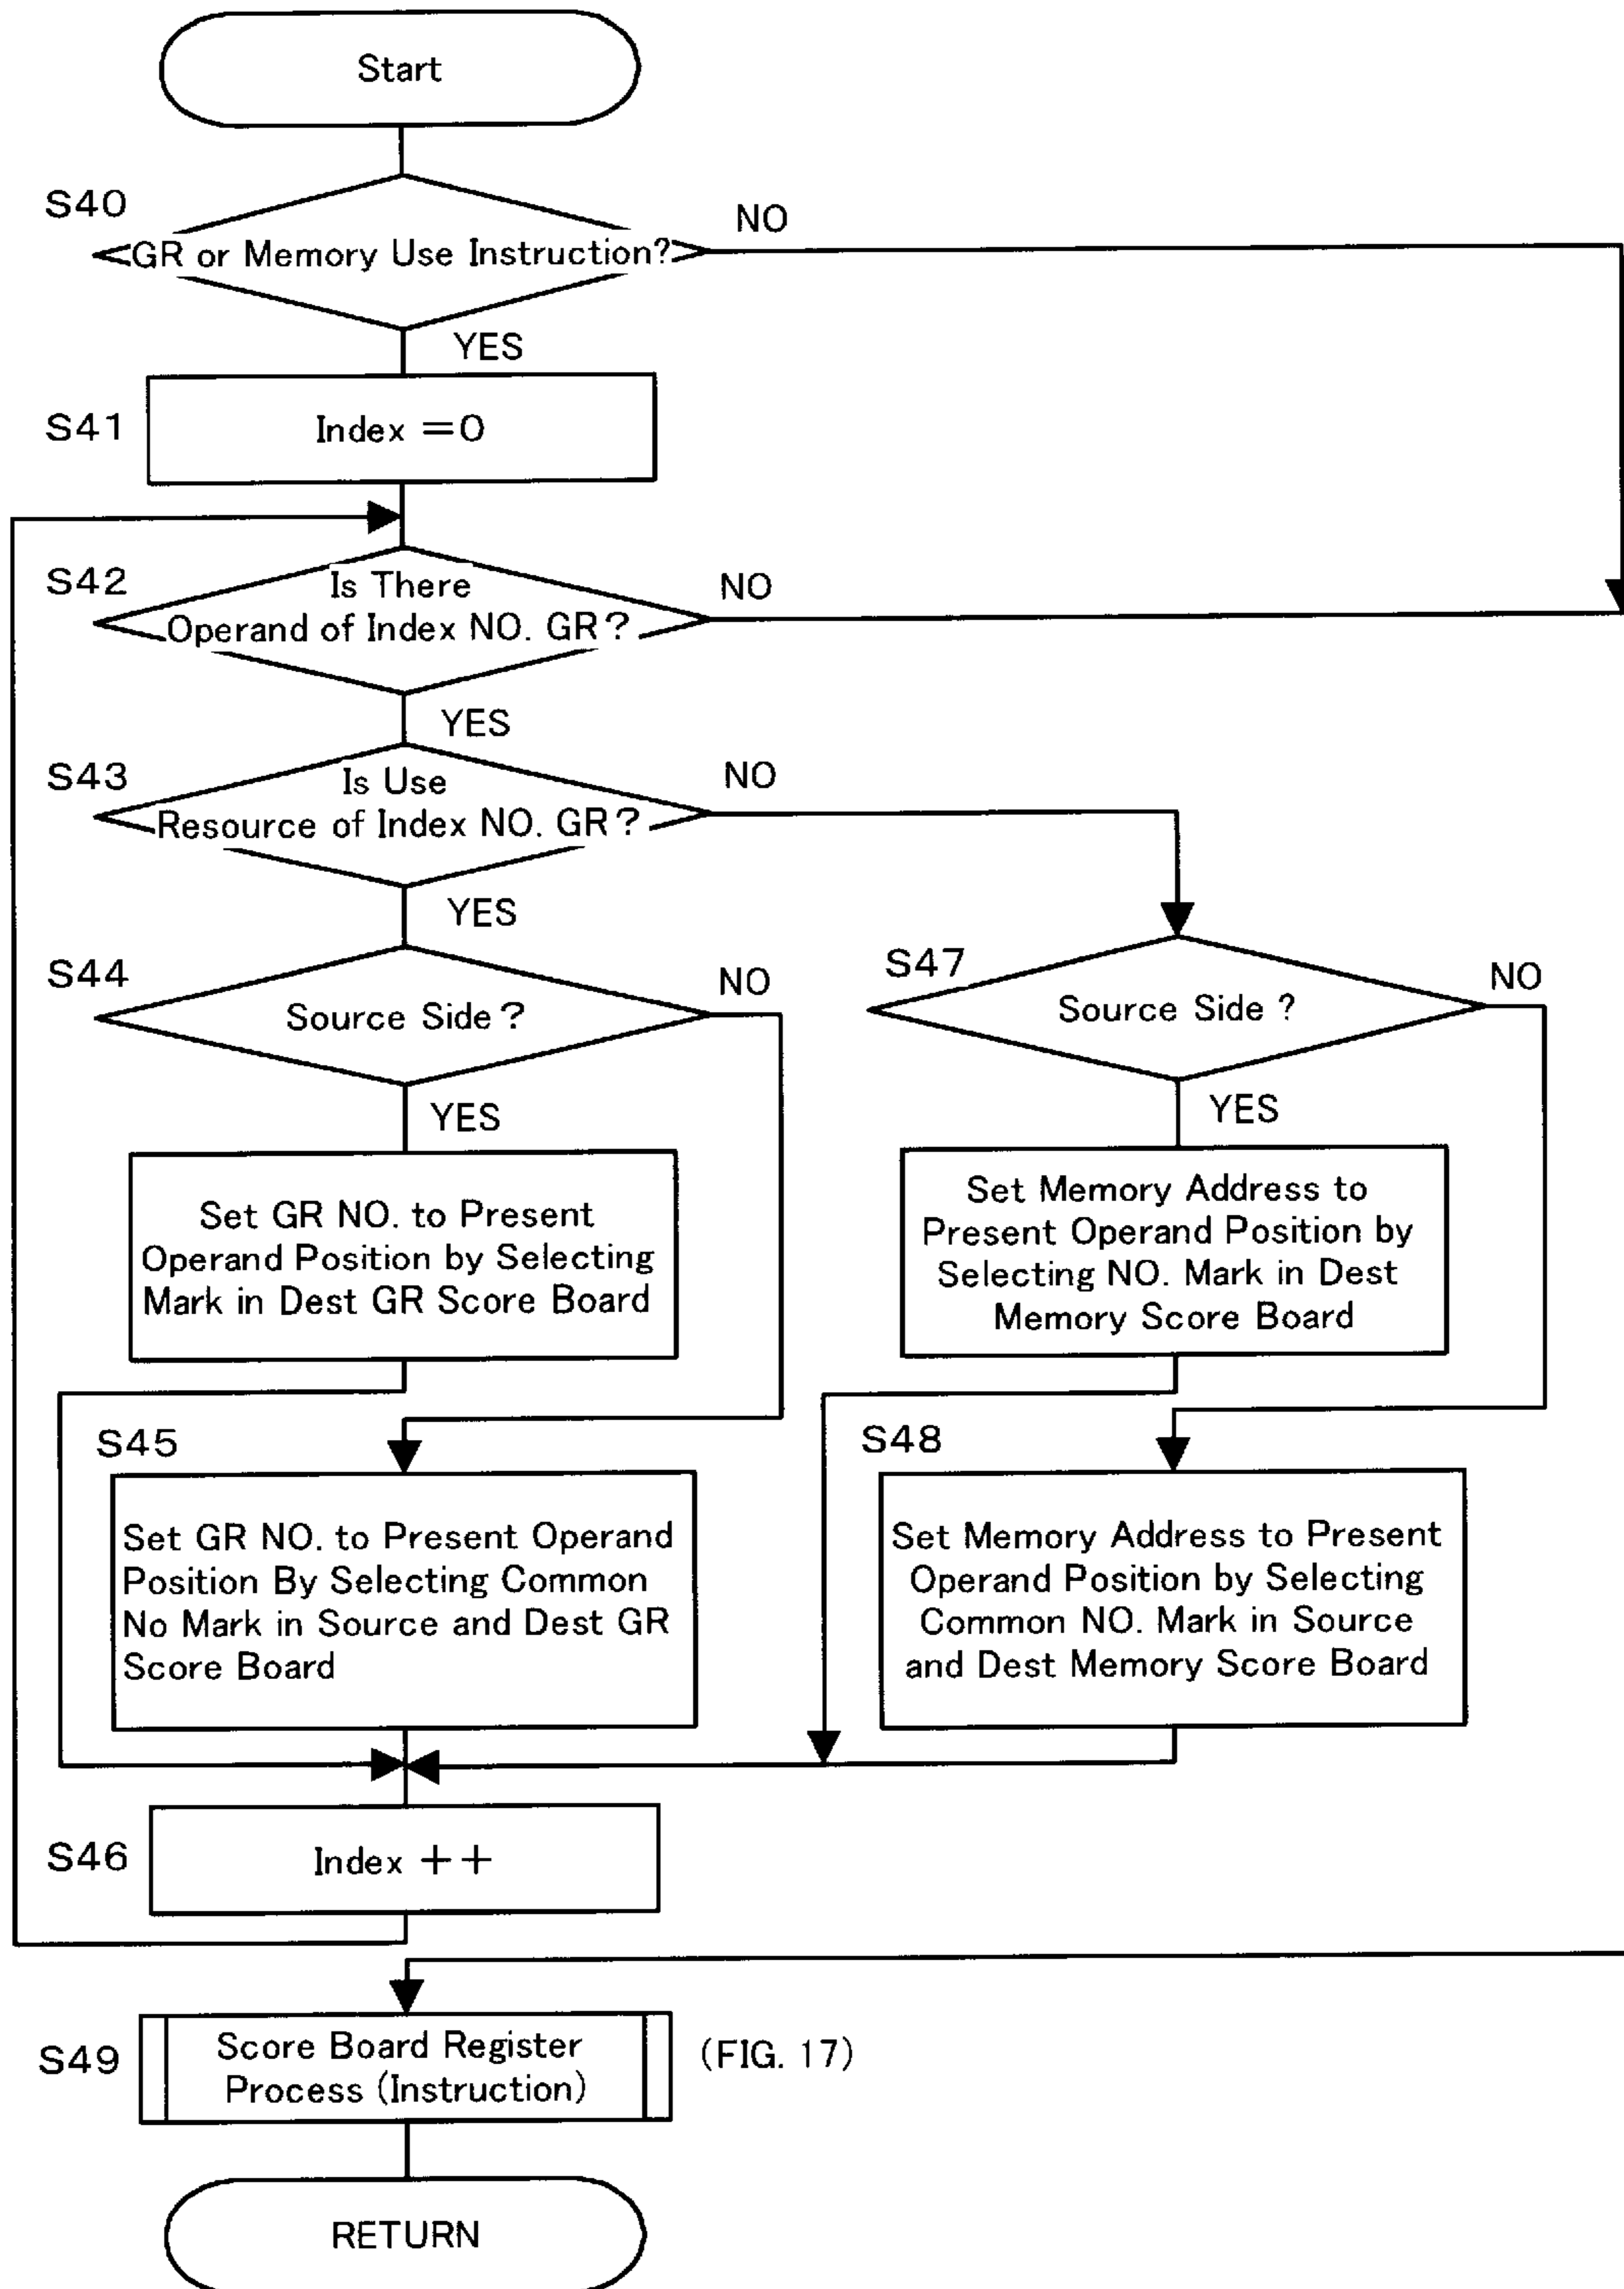 Start
S40
GR or Memory Use Instruction?
NO
YES
S41
Index =0
S42
Is There
Operand of Index NO. GR?
NO
YES
S43
Is Use
Resource of Index NO. GR?
NO
YES
S44
Source Side?
NO
YES
S47
Source Side ?
NO
YES
Set GR NO. to Present
Operand Position by Selecting
Mark in Dest GR Score Board
Set Memory Address to
Present Operand Position by
Selecting NO. Mark in Dest
Memory Score Board
S45
Set GR NO. to Present Operand
Position By Selecting Common
No Mark in Source and Dest GR
Score Board
S48
Set Memory Address to Present
Operand Position by Selecting
Common NO. Mark in Source
and Dest Memory Score Board
S46
Index ++
S49
Score Board Register
Process (Instruction)
(FIG. 17)
RETURN